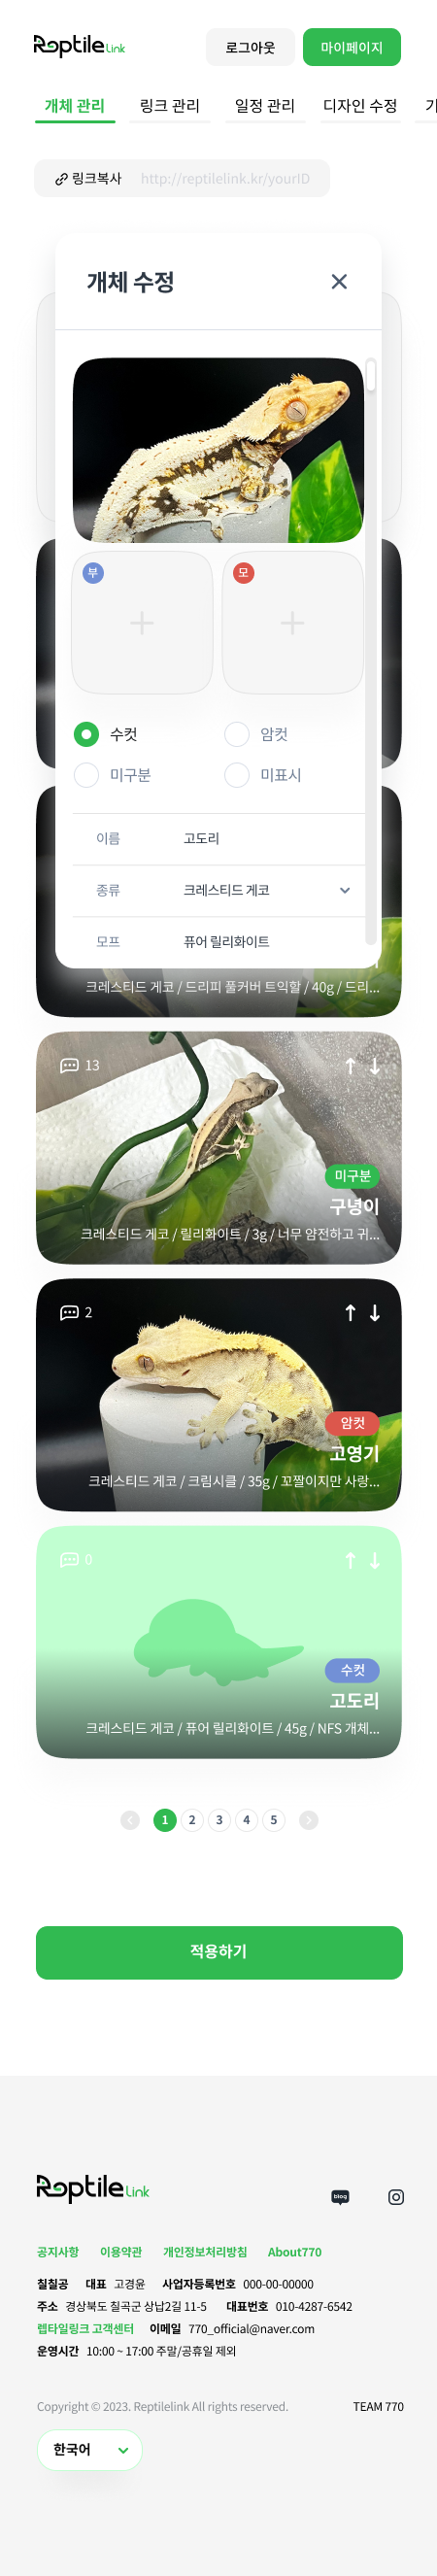 Reptile Link
로그아웃 마이페이지
개체 관리 링크 관리 일정 관리 디자인 수정
링크복사 http://reptilelink.kr/yourID
개체 수정
부 모
수컷 암컷
미구분 미표시
이름 고도리
종류 크레스티드 게코
모프 퓨어 릴리화이트
크레스티드 게코 / 드리피 풀커버 트익할 / 40g / 드리...
13
미구분
구녕이
크레스티드 게코 / 릴리화이트 / 3g / 너무 얌전하고 귀...
2
암컷
고영기
크레스티드 게코 / 크림시클 / 35g / 꼬짤이지만 사랑...
0
수컷
고도리
크레스티드 게코 / 퓨어 릴리화이트 / 45g / NFS 개체...
1 2 3 4 5
적용하기
Reptile Link
blog
공지사항 이용약관 개인정보처리방침 About770
칠칠공 대표 고경윤 사업자등록번호 000-00-00000
주소 경상북도 칠곡군 상납2길 11-5 대표번호 010-4287-6542
렙타일링크 고객센터 이메일 770_official@naver.com
운영시간 10:00 ~ 17:00 주말/공휴일 제외
Copyright © 2023. Reptilelink All rights reserved. TEAM 770
한국어